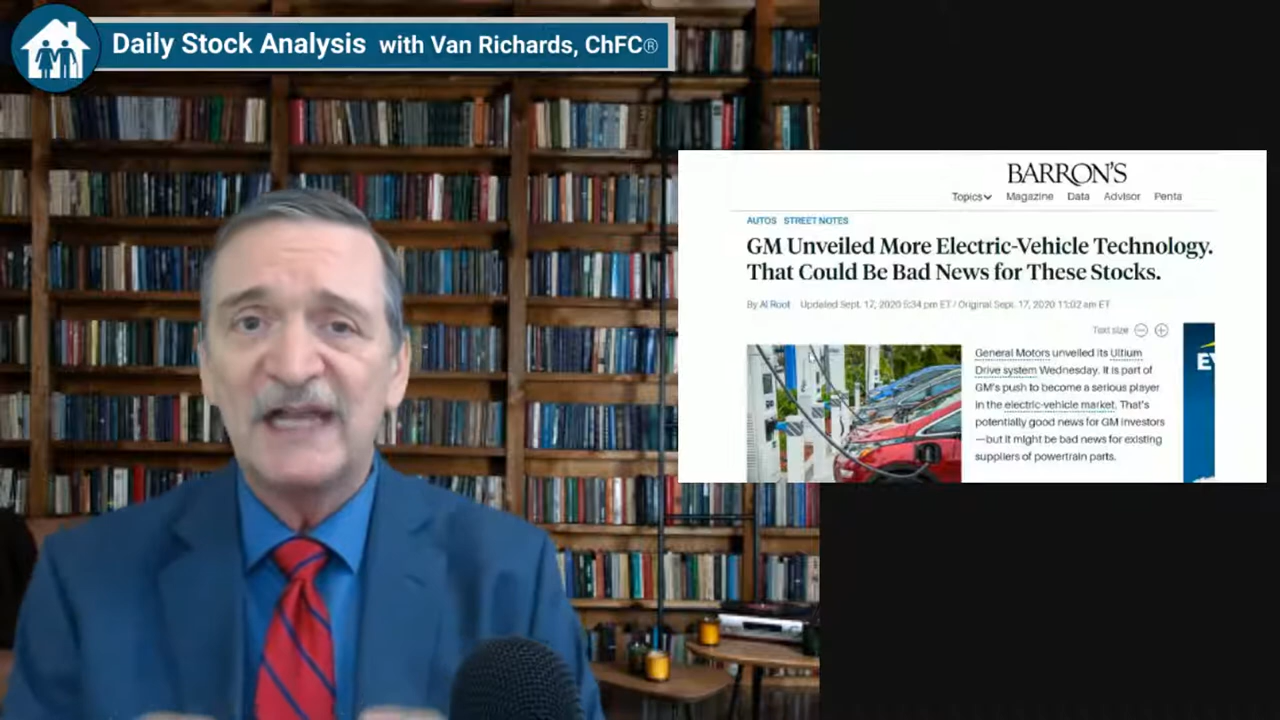 Daily Stock Analysis with Van Richards, ChFC®
BARRON'S
Topics Magazine Data Advisor Penta
AUTOS STREET NOTES
GM Unveiled More Electric-Vehicle Technology.
That Could Be Bad News for These Stocks.
By Al Root Updated Sept. 17, 2020 5:34 pm ET / Original Sept. 17, 2020 11:02 am ET
Text size
General Motors unveiled its Ultium
Drive system Wednesday. It is part of
GM's push to become a serious player
in the electric-vehicle market. That's
potentially good news for GM investors
—but it might be bad news for existing
suppliers of powertrain parts.
EY